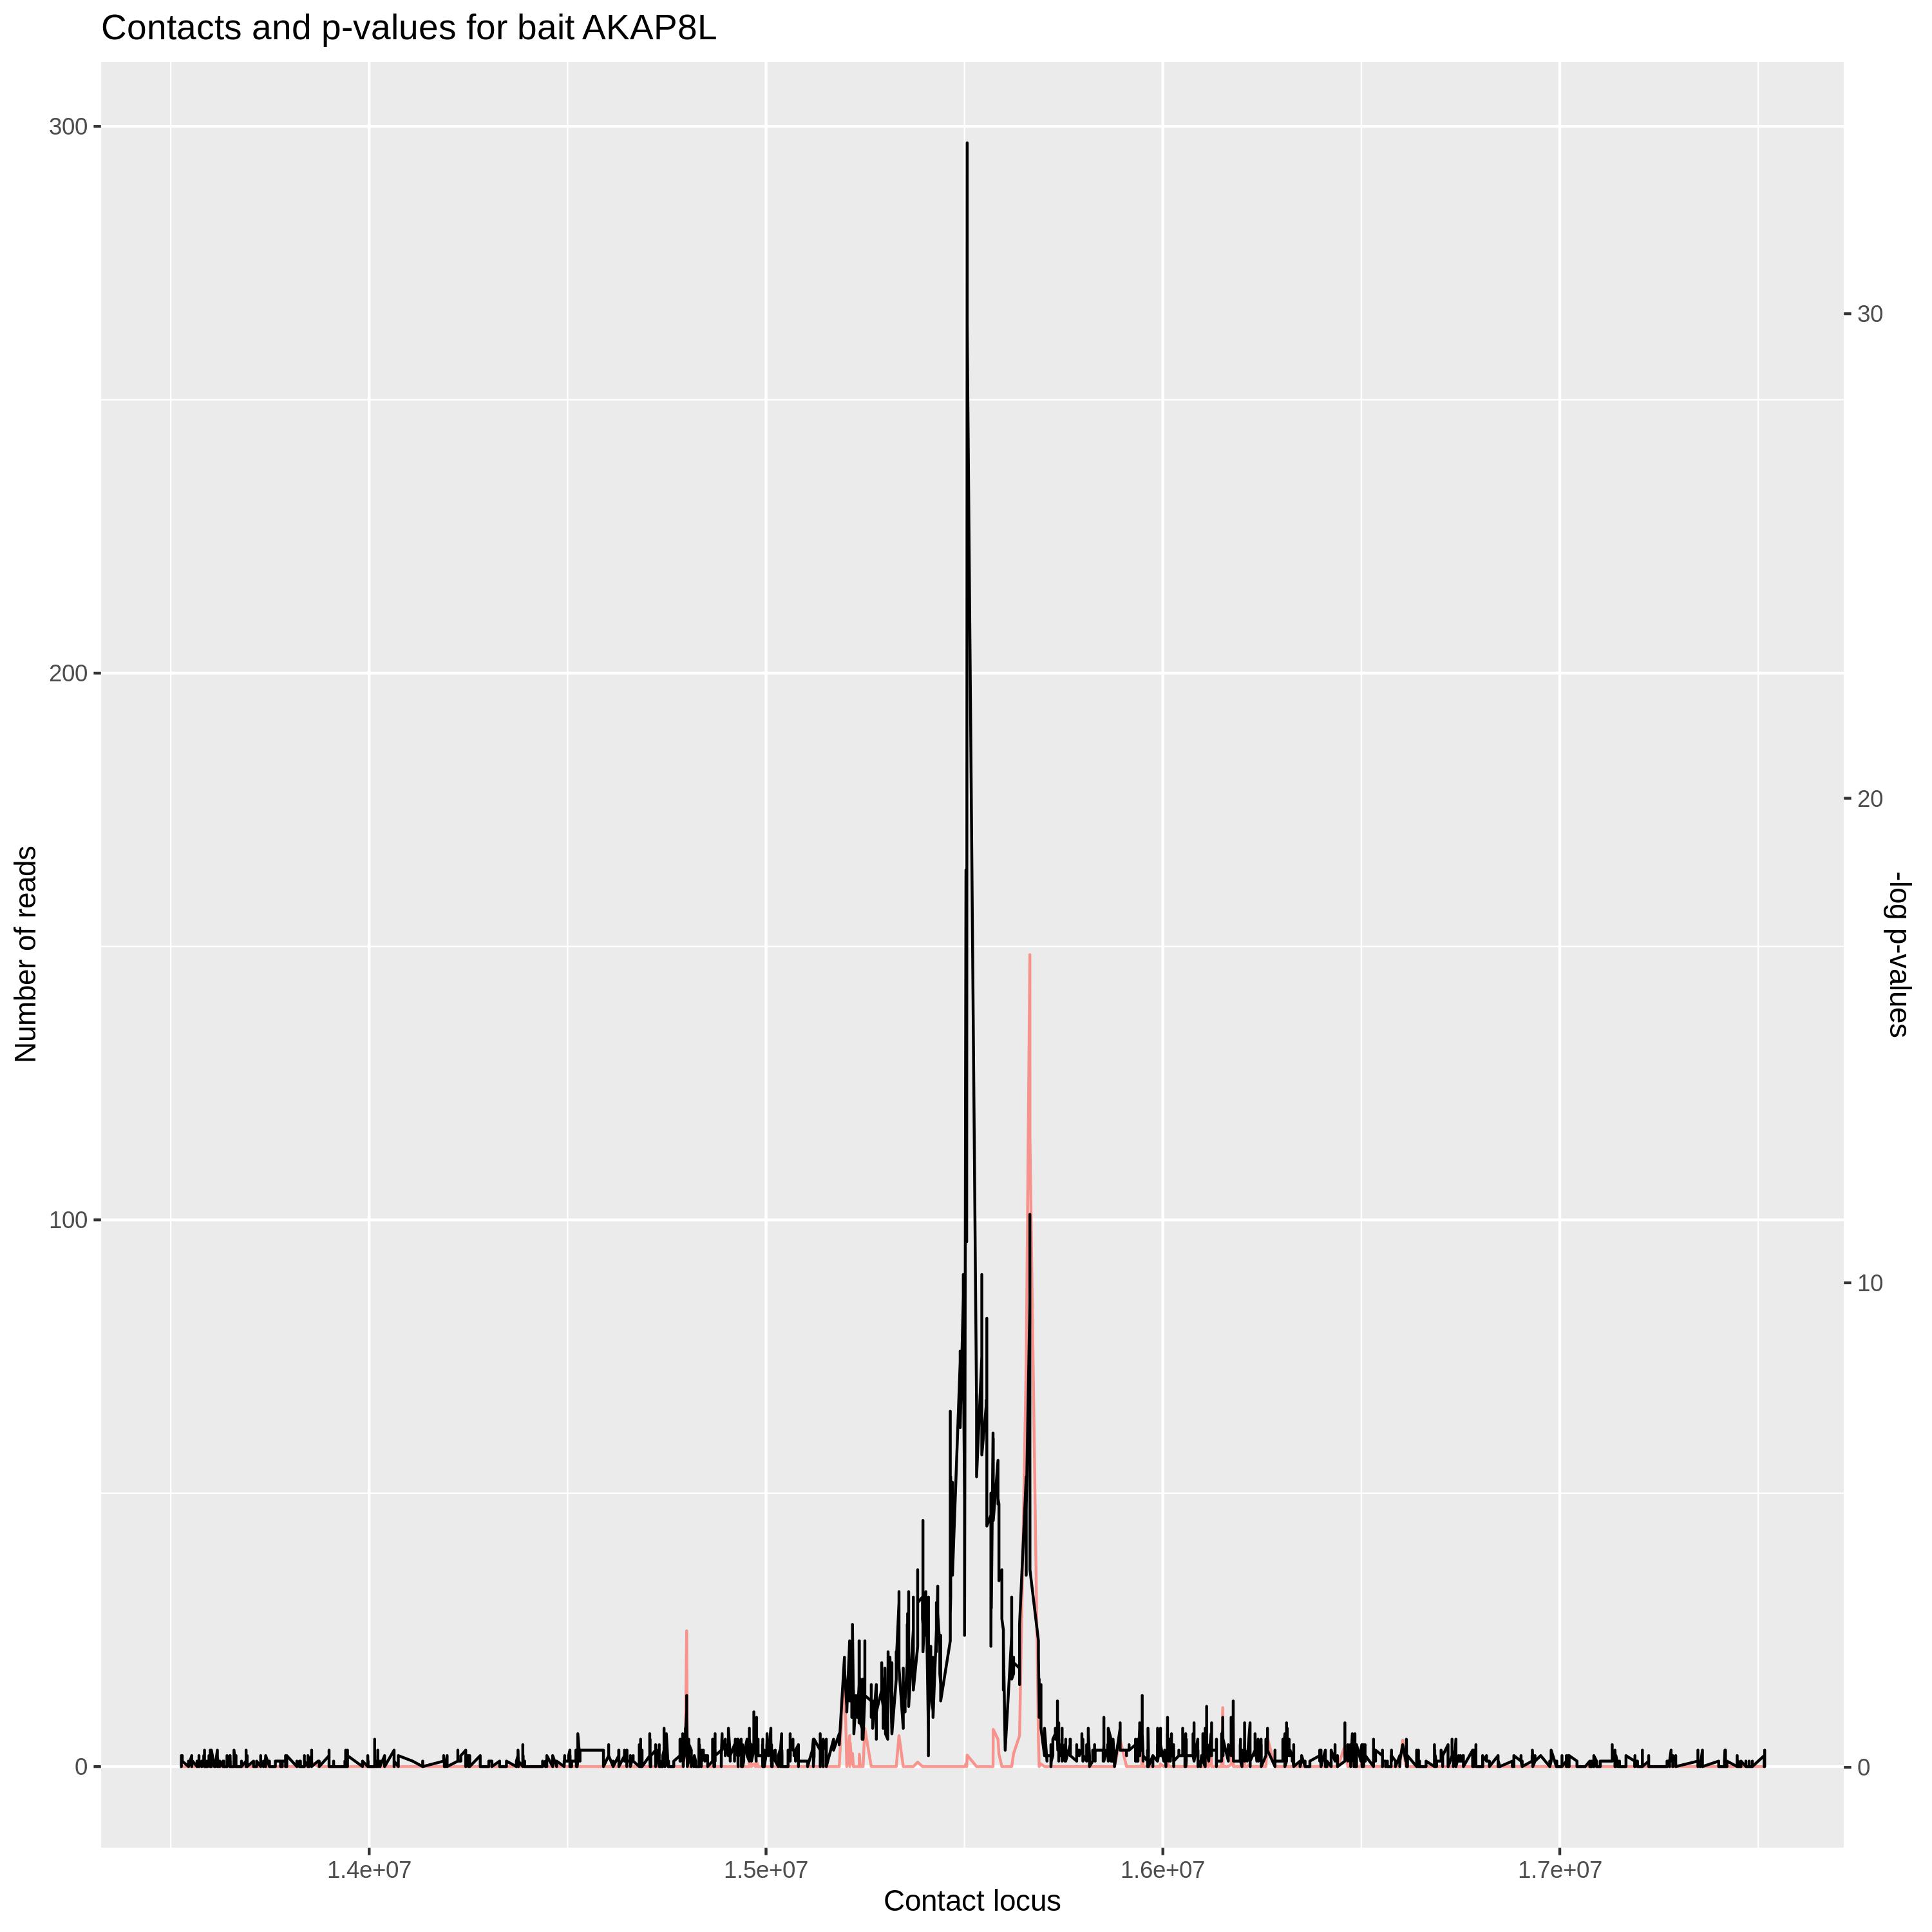 Contacts and p-values for bait AKAP8L
300
200
100
0
Number of reads
30
20
10
0
-log p-values
1.4e+07
1.5e+07
1.6e+07
1.7e+07
Contact locus